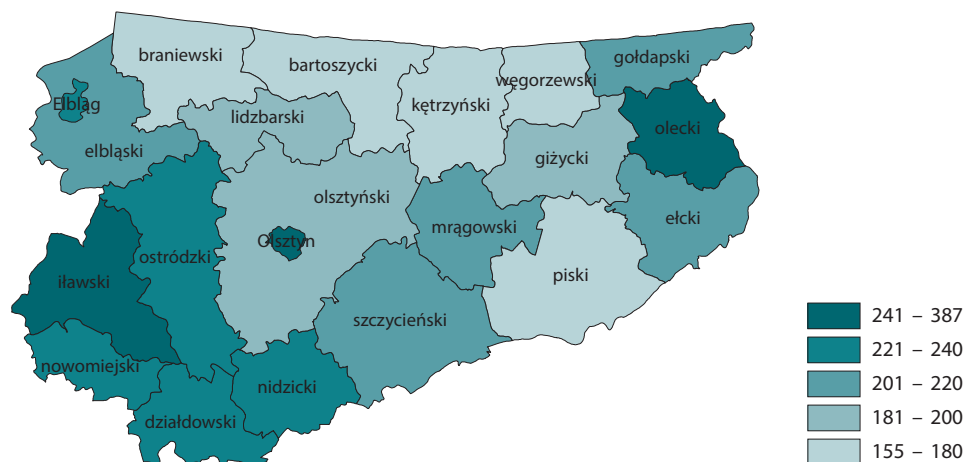 braniewski
bartoszycki
gołdapski
węgorzewski
kętrzyński
Elbląg
lidzbarski
olecki
elbląski
giżycki
olsztyński
ełcki
mrągowski
Olsztyn
ostródzki
iławski
piski
szczycieński
nowomiejski
nidzicki
działdowski
241 – 387
221 – 240
201 – 220
181 – 200
155 – 180